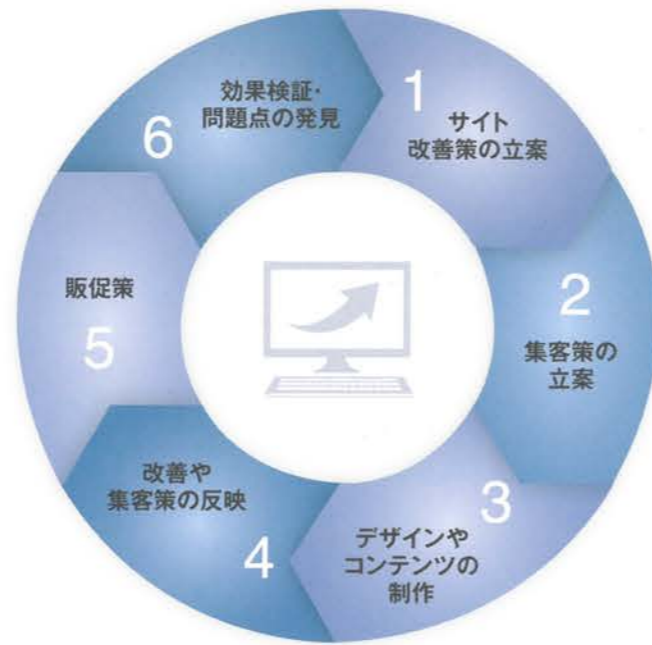 1
サイト
改善策の立案
2
集客策の
立案
3
デザインや
コンテンツの
制作
4
改善や
集客策の反映
5
販促策
6
効果検証・
問題点の発見